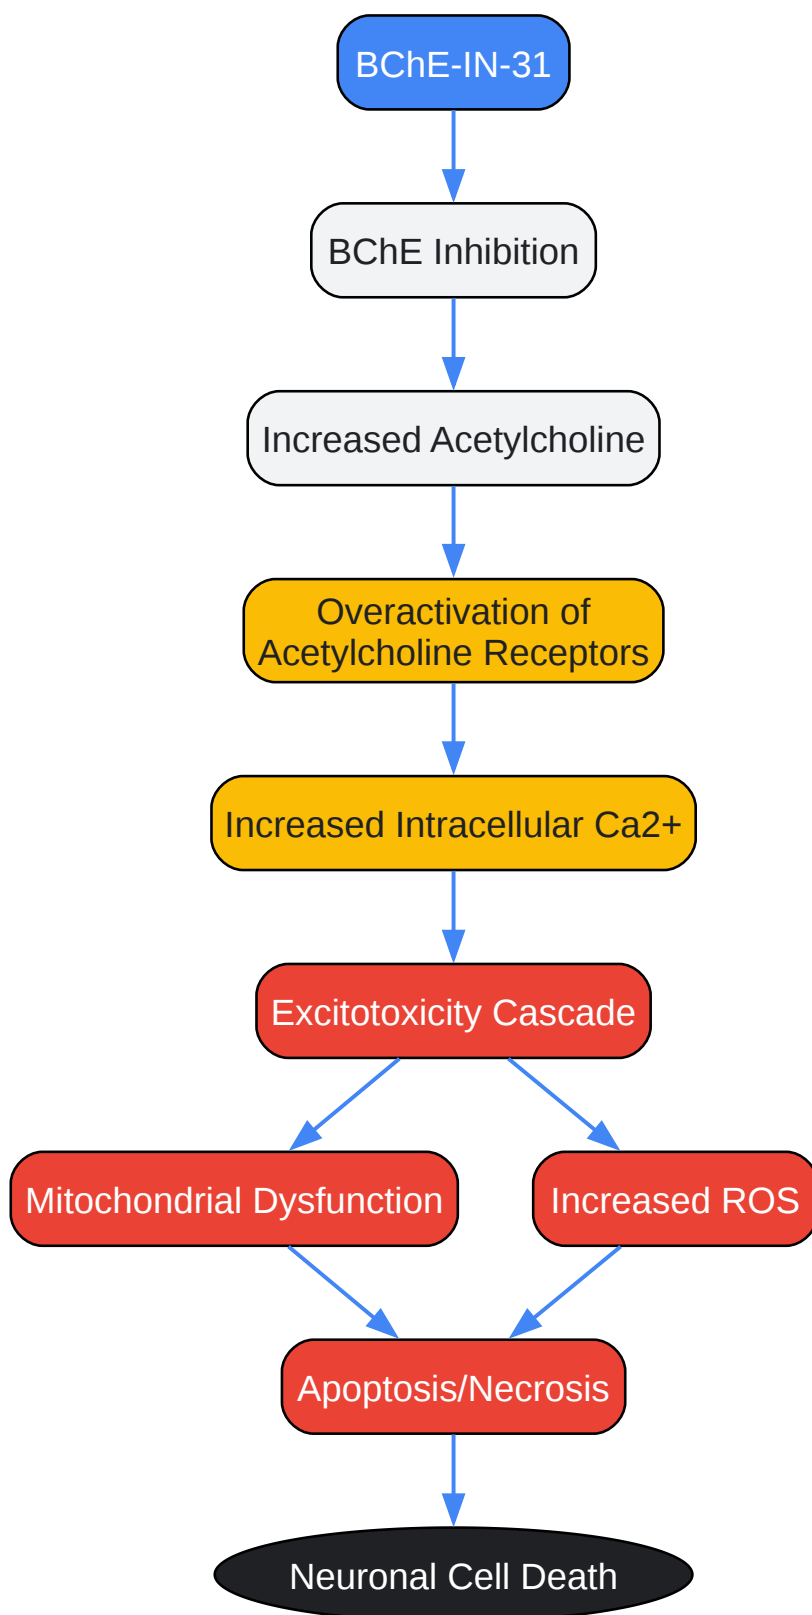 BChE-IN-31
BChE Inhibition
Increased Acetylcholine
Overactivation of
Acetylcholine Receptors
Increased Intracellular Ca2+
Excitotoxicity Cascade
Mitochondrial Dysfunction
Increased ROS
Apoptosis/Necrosis
Neuronal Cell Death